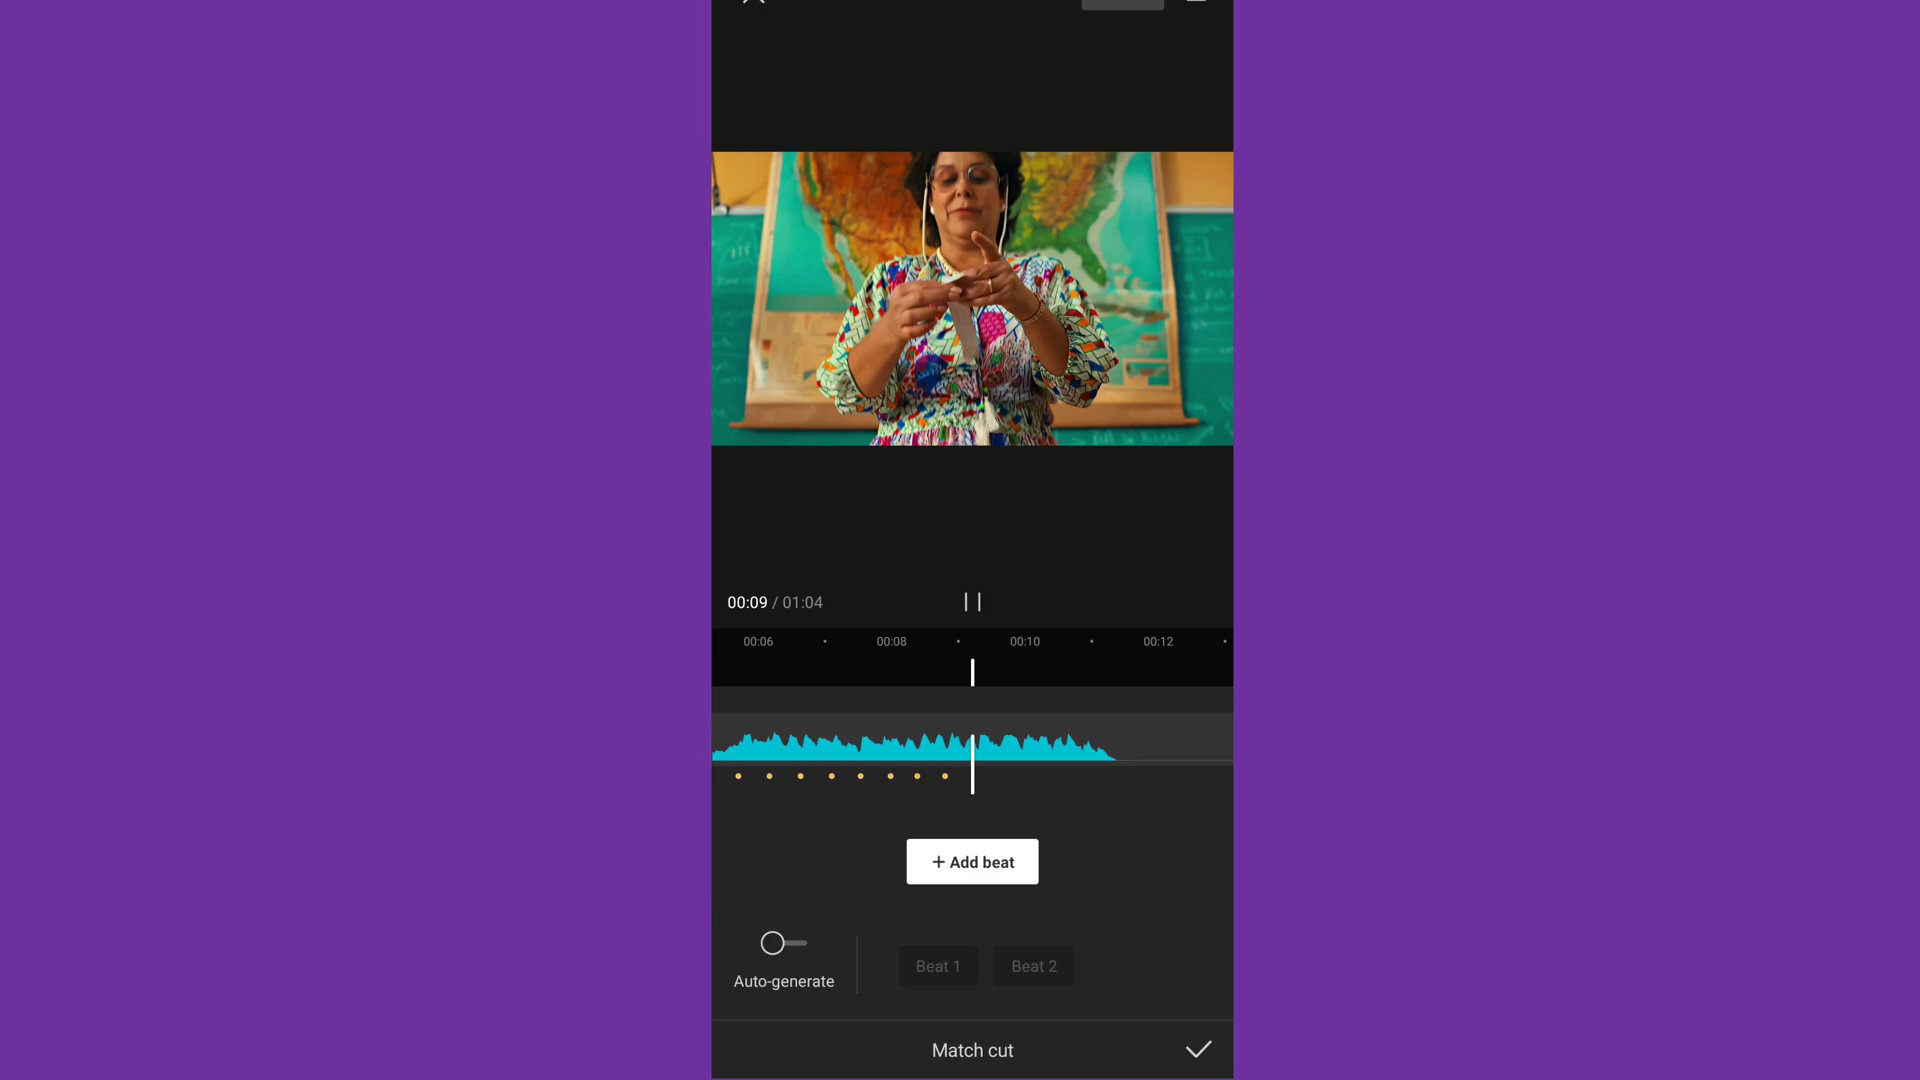 00:09 / 01:04
00:06 00:08 00:10 00:12
+ Add beat
Auto-generate
Beat 1 Beat 2
Match cut